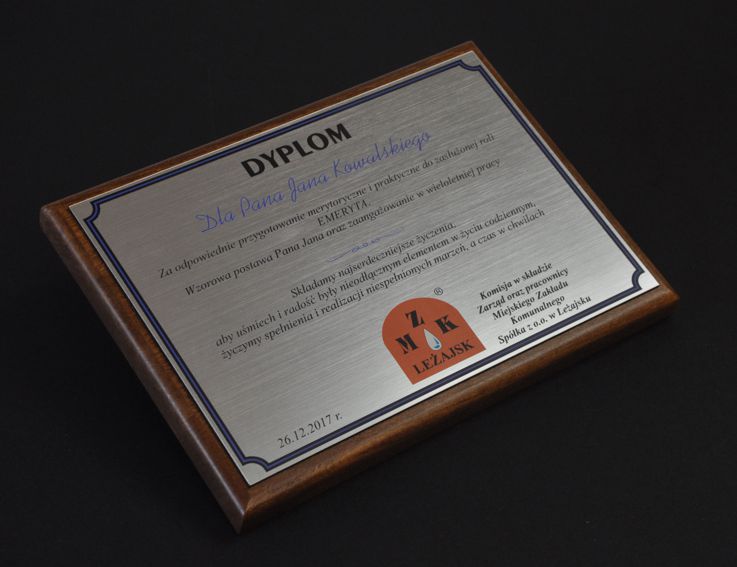 DYPLOM
Dla Pana Jana Kowalskiego
Za odpowiednie przygotowanie merytoryczne i praktyczne do zasłużonej roli
EMERYTA.
Wzorowa postawa Pana Jana oraz zaangażowanie w wieloletniej pracy
Składamy najserdeczniejsze życzenia
aby uśmiech i radość były nieodłącznym elementem w życiu codziennym,
życzymy spełnienia i realizacji niespełnionych marzeń, a czas w chwilach
®
MZK
LEŻAJSK
Komisja w składzie
Zarząd oraz pracownicy
Miejskiego Zakładu
Komunalnego
Spółka z o.o. w Leżajsku
26.12.2017 r.